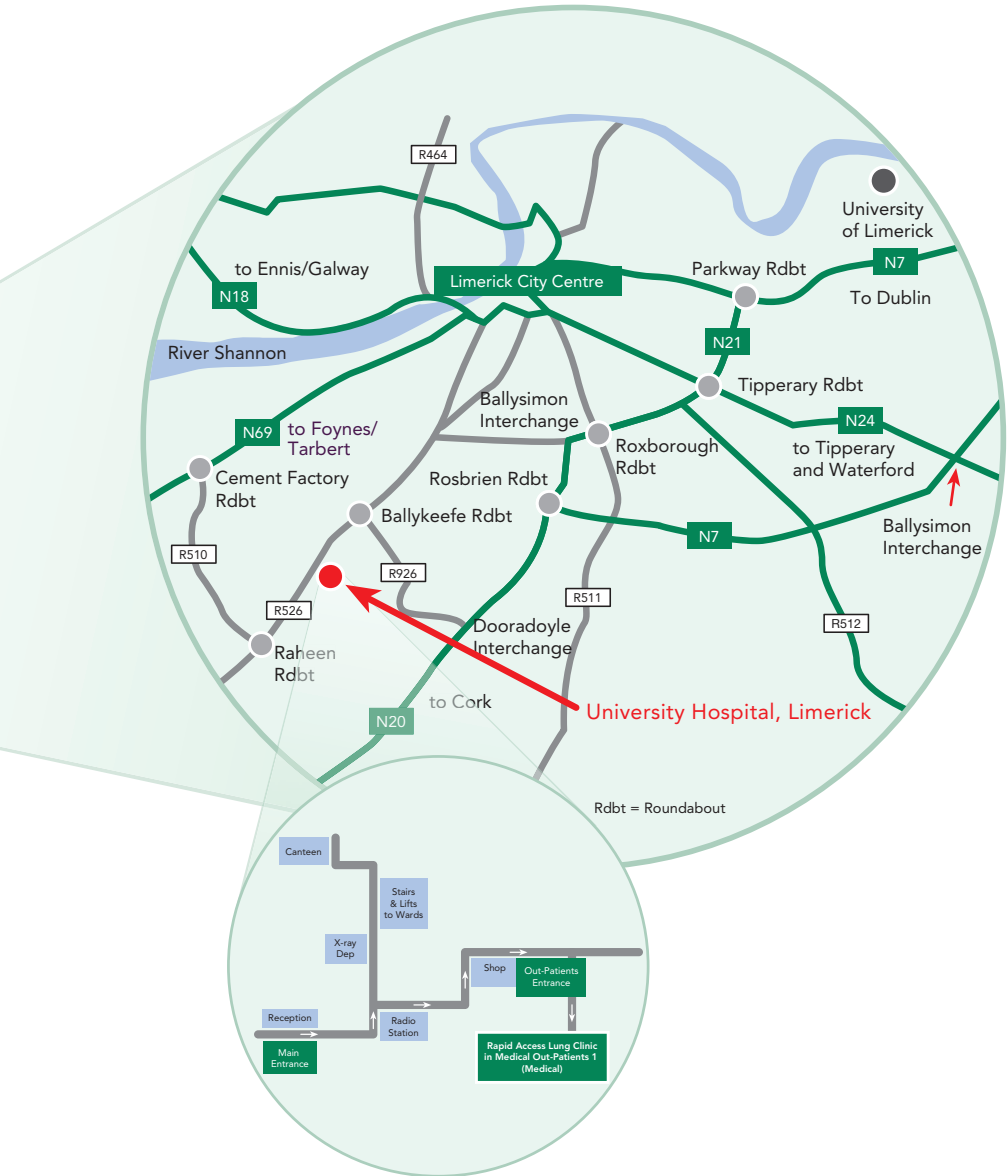 R464
University
of Limerick
to Ennis/Galway
Limerick City Centre
Parkway Rdbt
N7
N18
To Dublin
N21
River Shannon
Tipperary Rdbt
Ballysimon
Interchange
N24
N69
to Foynes/
Tarbert
Roxborough
Rdbt
to Tipperary
and Waterford
Cement Factory
Rdbt
Rosbrien Rdbt
Ballykeefe Rdbt
N7
Ballysimon
Interchange
R510
R926
R526
R511
R512
Dooradoyle
Interchange
Raheen
Rdbt
to Cork
N20
University Hospital, Limerick
Rdbt = Roundabout
Canteen
Stairs
& Lifts
to Wards
X-ray
Dep
Shop
Out-Patients
Entrance
Reception
Radio
Station
Main
Entrance
Rapid Access Lung Clinic
in Medical Out-Patients 1
(Medical)